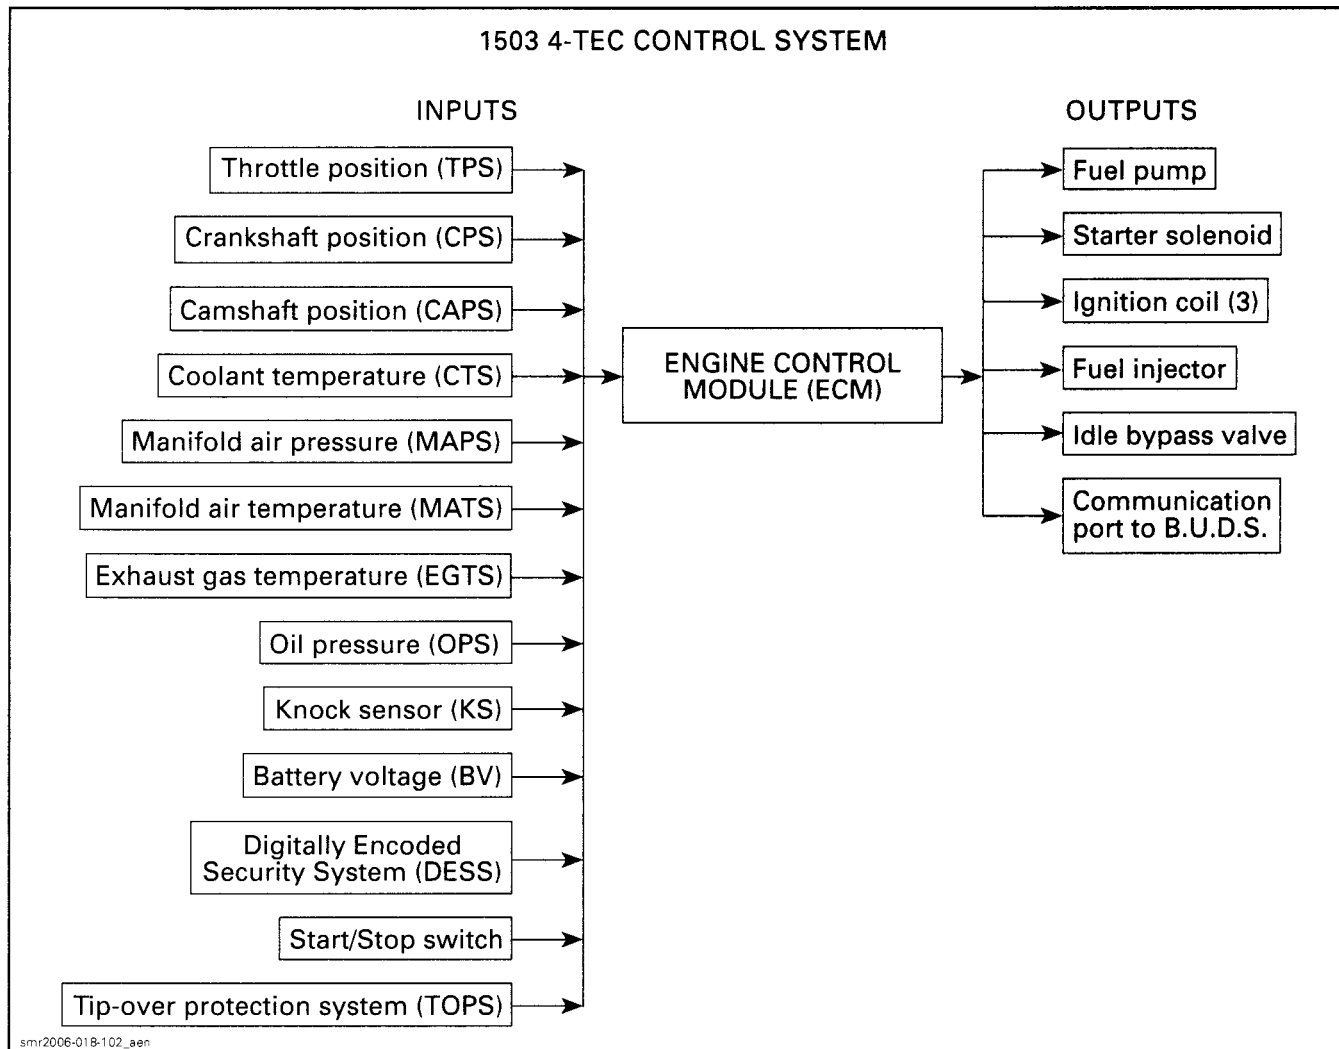 1503 4-TEC CONTROL SYSTEM
INPUTS
Throttle position (TPS)
Crankshaft position (CPS)
Camshaft position (CAPS)
Coolant temperature (CTS)
Manifold air pressure (MAPS)
Manifold air temperature (MATS)
Exhaust gas temperature (EGTS)
Oil pressure (OPS)
Knock sensor (KS)
Battery voltage (BV)
Digitally Encoded
Security System (DESS)
Start/Stop switch
Tip-over protection system (TOPS)
ENGINE CONTROL
MODULE (ECM)
OUTPUTS
Fuel pump
Starter solenoid
Ignition coil (3)
Fuel injector
Idle bypass valve
Communication
port to B.U.D.S.
smr2006-018-102_aen